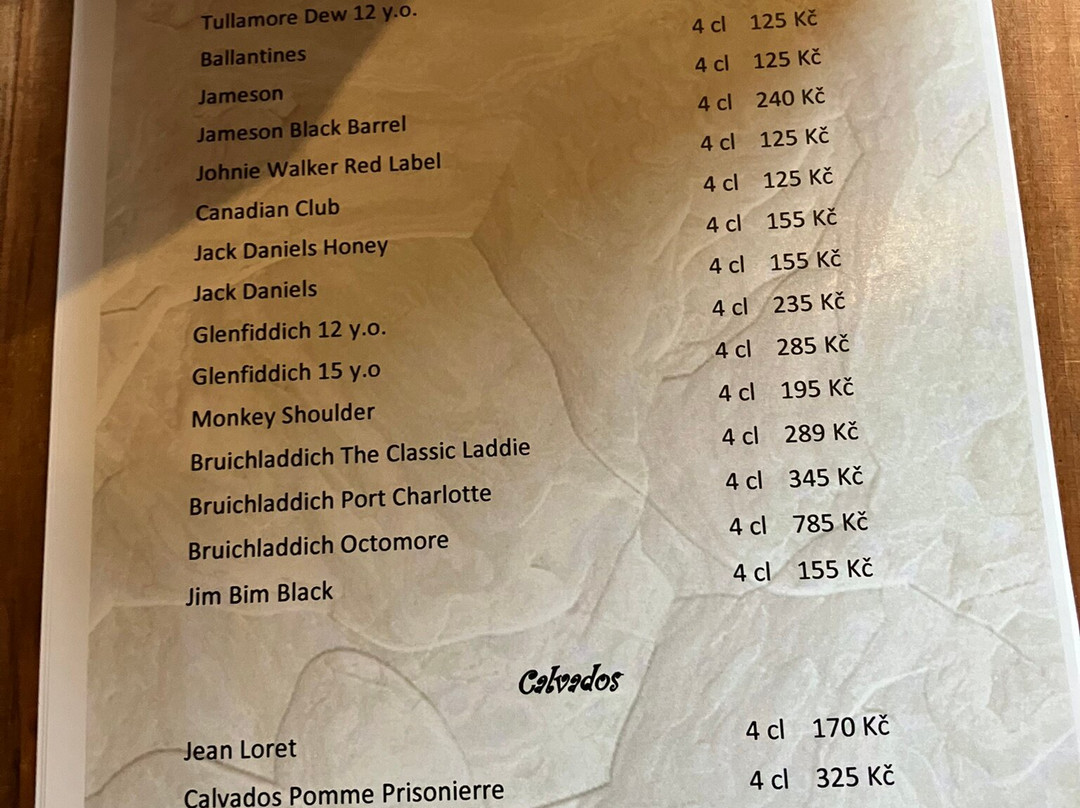 Tullamore Dew 12 y.o.
Ballantines 4 cl 125 Kč
Jameson 4 cl 125 Kč
Jameson Black Barrel 4 cl 240 Kč
Johnie Walker Red Label 4 cl 125 Kč
Canadian Club 4 cl 125 Kč
Jack Daniels Honey 4 cl 155 Kč
Jack Daniels 4 cl 155 Kč
Glenfiddich 12 y.o. 4 cl 235 Kč
Glenfiddich 15 y.o 4 cl 285 Kč
Monkey Shoulder 4 cl 195 Kč
Bruichladdich The Classic Laddie 4 cl 289 Kč
Bruichladdich Port Charlotte 4 cl 345 Kč
Bruichladdich Octomore 4 cl 785 Kč
Jim Bim Black 4 cl 155 Kč
Calvados
Jean Loret 4 cl 170 Kč
Calvados Pomme Prisonierre 4 cl 325 Kč